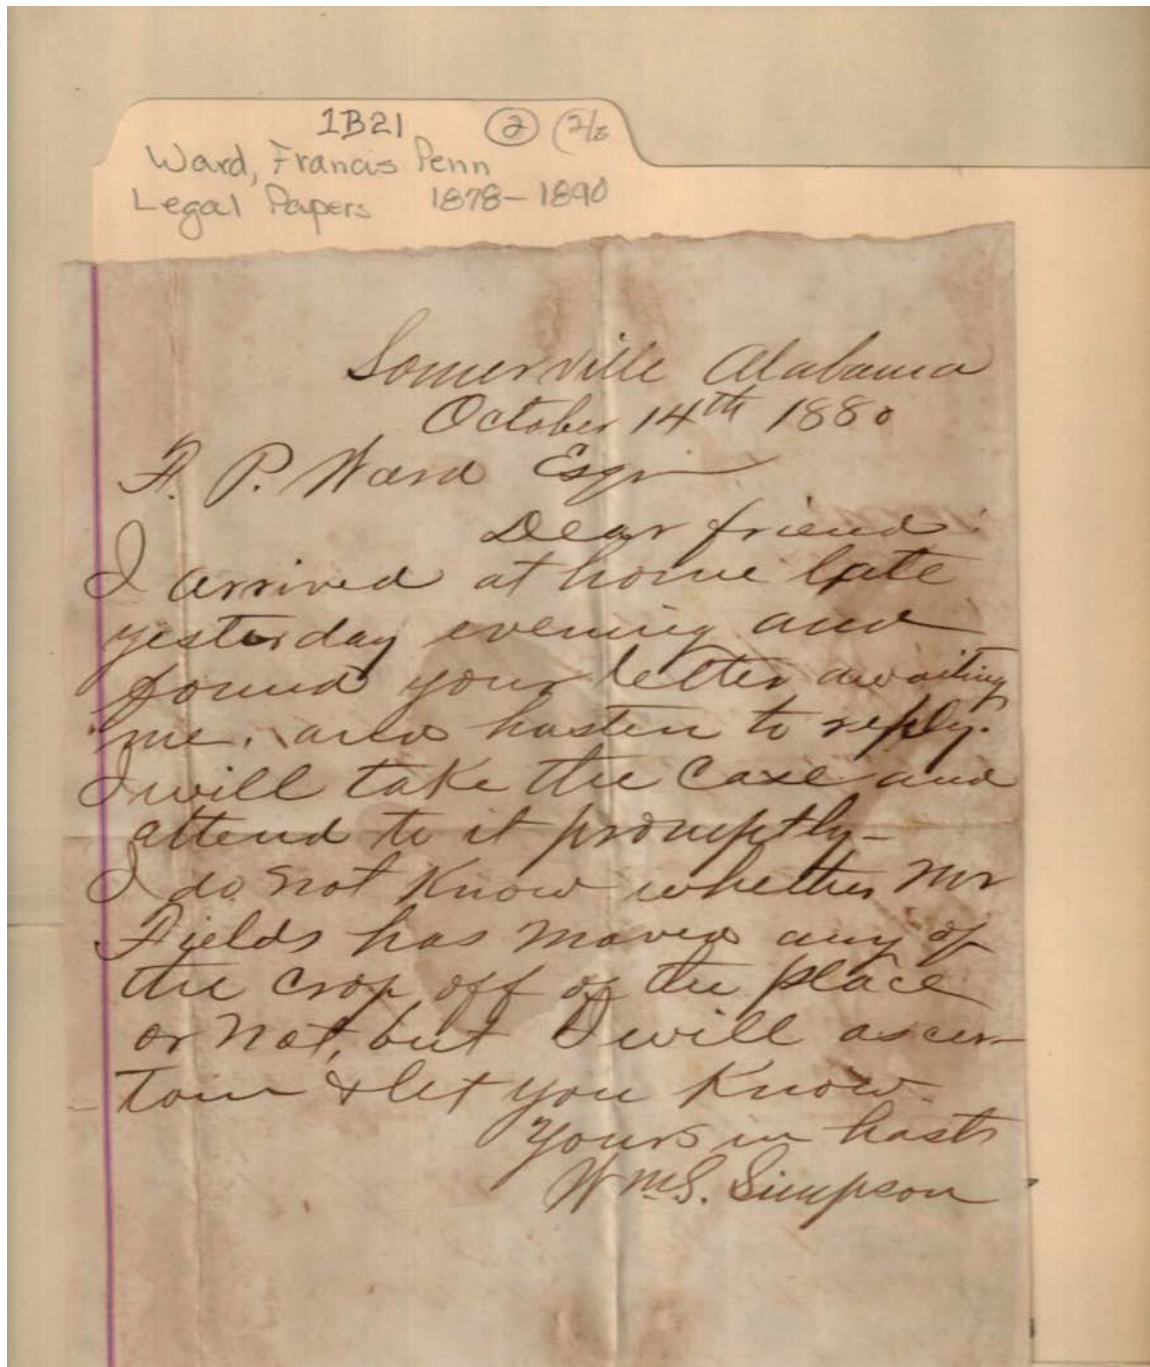 1B21 2
Ward, Francis Penn
Legal Papers 1878-1890
Somerville Alabama
October 14th 1880
F. P. Ward Esqr
Dear friend:
I arrived at home late
yesterday evening and
found your letter awaiting
me, and hasten to reply.
I will take the case and
attend to it promptly-
I do not Know whether Mr
Fields has moved any of
the crop off of the place
or not, but I will ascer-
tain & let you Know.
Yours in haste
Wm S. Simpson